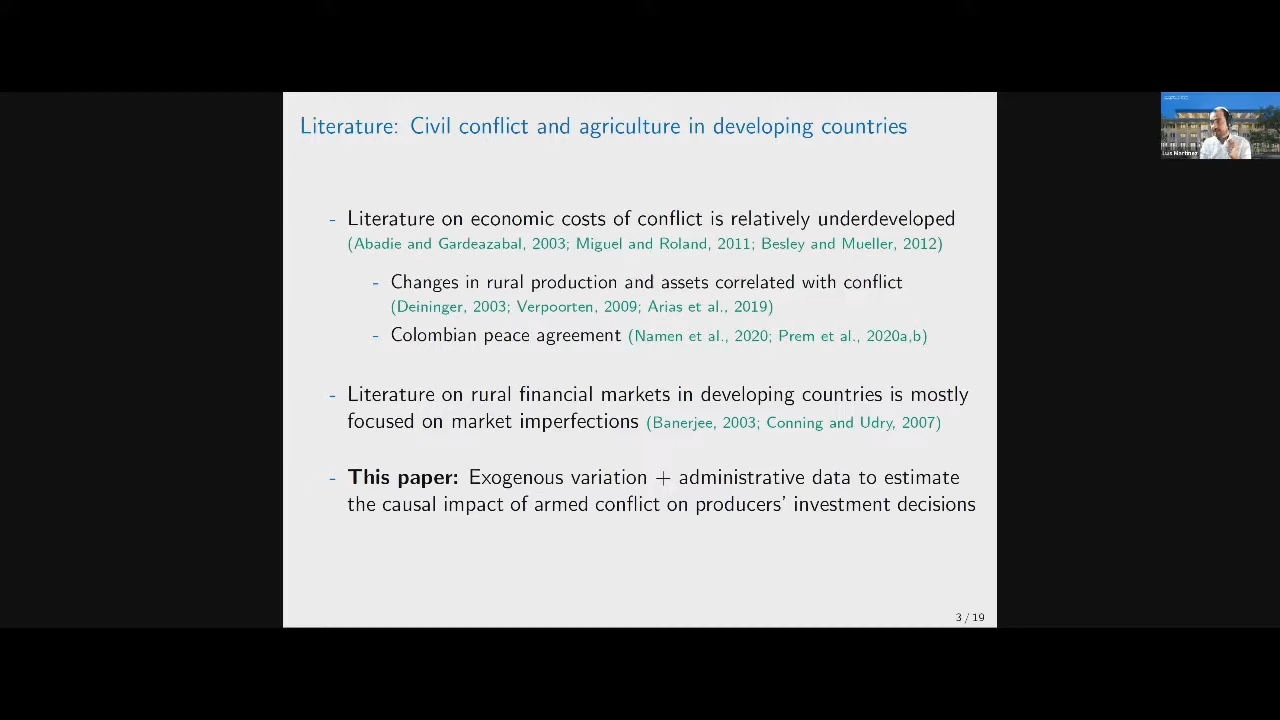 Literature: Civil conflict and agriculture in developing countries
- Literature on economic costs of conflict is relatively underdeveloped
(Abadie and Gardeazabal, 2003; Miguel and Roland, 2011; Besley and Mueller, 2012)
- Changes in rural production and assets correlated with conflict
(Deininger, 2003; Verpoorten, 2009; Arias et al., 2019)
- Colombian peace agreement (Namen et al., 2020; Prem et al., 2020a,b)
- Literature on rural financial markets in developing countries is mostly
focused on market imperfections (Banerjee, 2003; Conning and Udry, 2007)
- This paper: Exogenous variation + administrative data to estimate
the causal impact of armed conflict on producers' investment decisions
3 / 19
Luis Martinez